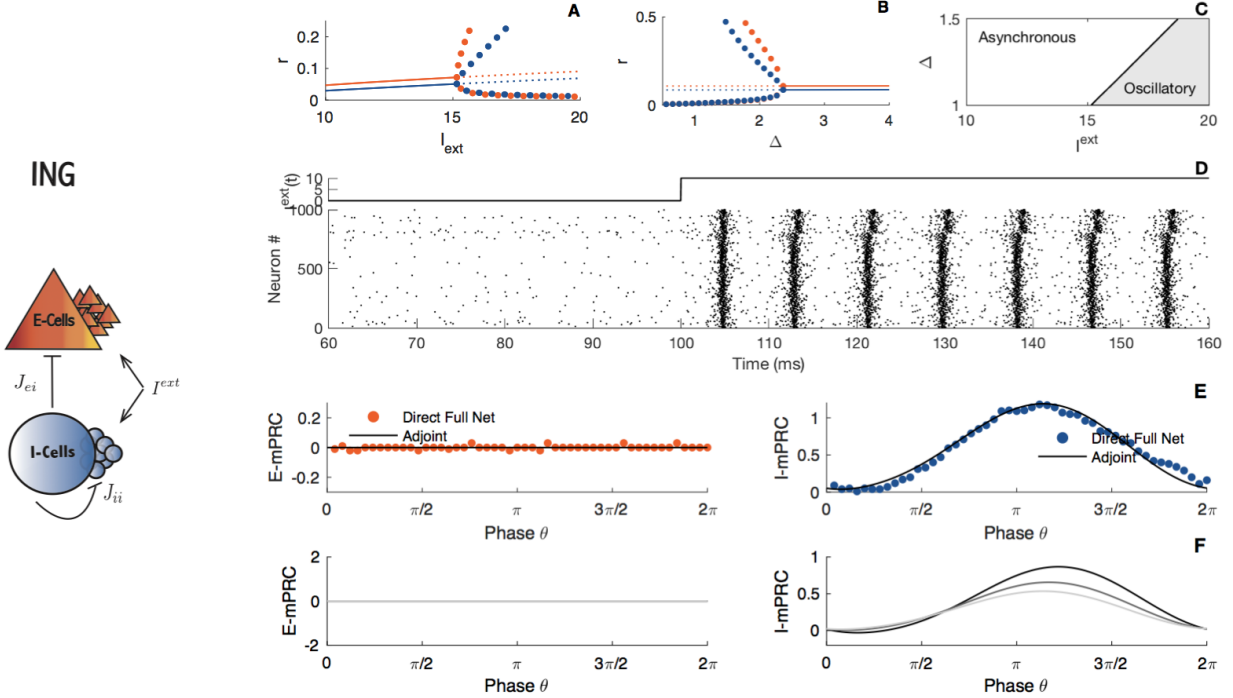 A
r
0.2
0.1
0
10
15
20
I_ext
B
r
0.5
0
1
2
3
4
Δ
C
Δ
1.5
1
Asynchronous
Oscillatory
10
15
20
I^ext
ING
E-Cells
J_ei
I^ext
I-Cells
J_ii
D
10
5
0
I^ext(t)
Neuron #
1000
500
0
60
70
80
90
100
110
120
130
140
150
160
Time (ms)
E-mPRC
0.2
0
-0.2
Direct Full Net
Adjoint
0
π/2
π
3π/2
2π
Phase θ
E
I-mPRC
1
0.5
0
Direct Full Net
Adjoint
0
π/2
π
3π/2
2π
Phase θ
E-mPRC
2
0
-2
0
π/2
π
3π/2
2π
Phase θ
F
I-mPRC
1
0.5
0
0
π/2
π
3π/2
2π
Phase θ